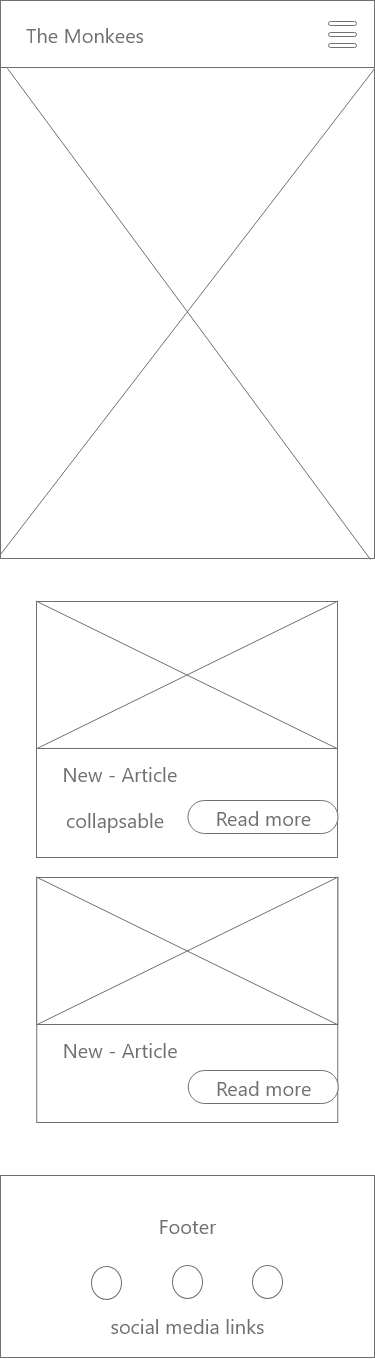 The Monkees
New - Article
collapsable
Read more
New - Article
Read more
Footer
social media links